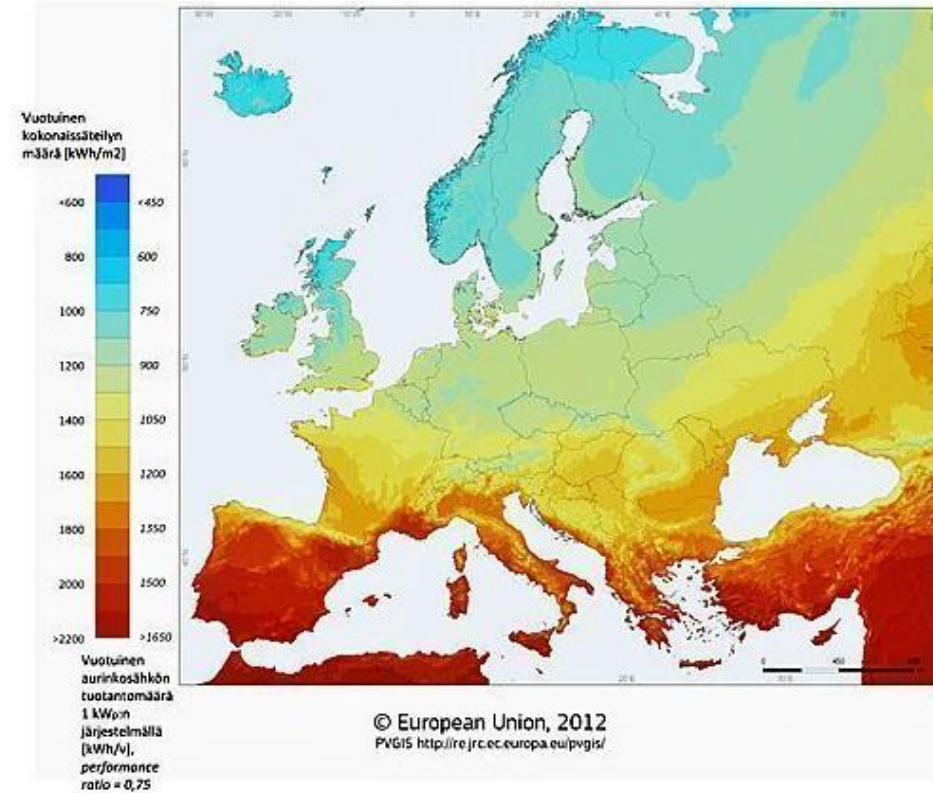 Vuotuinen
kokonaissäteilyn
määrä [kWh/m2]
<600 <450
800 600
1000 750
1200 900
1400 1050
1600 1200
1800 1350
2000 1500
>2200 >1650
Vuotuinen
aurinkosähkön
tuotantomäärä
1 kWp:n
järjestelmällä
[kWh/v],
performance
ratio = 0,75
© European Union, 2012
PVGIS http://re.jrc.ec.europa.eu/pvgis/